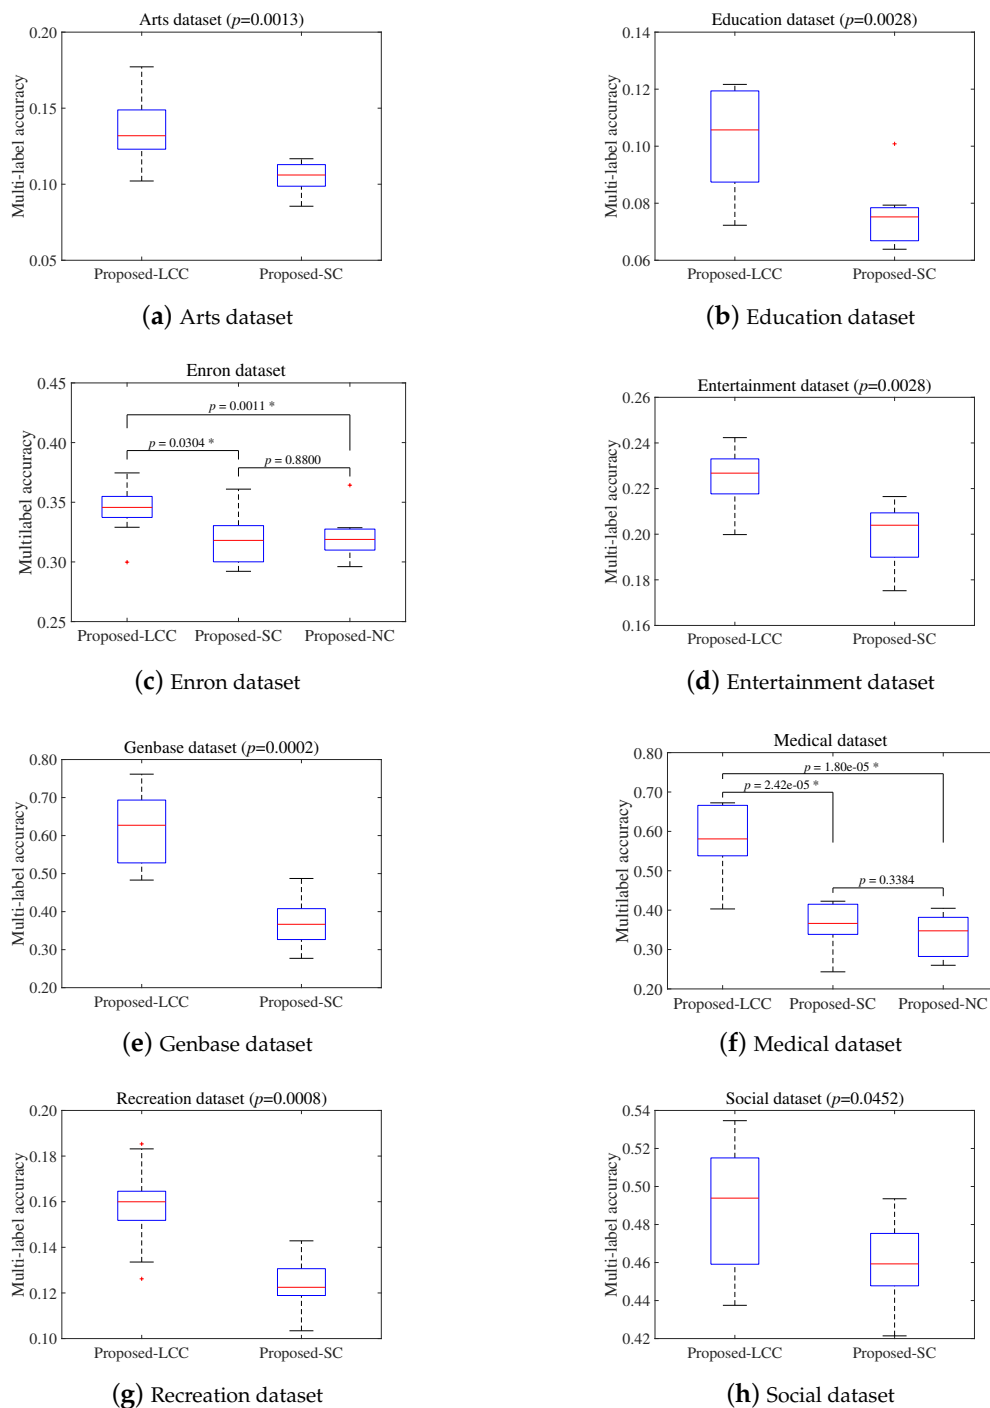 Arts dataset (p=0.0013)
0.20
0.15
0.10
0.05
Multi-label accuracy
Proposed-LCC Proposed-SC
(a) Arts dataset
Education dataset (p=0.0028)
0.14
0.12
0.10
0.08
0.06
Multi-label accuracy
Proposed-LCC Proposed-SC
(b) Education dataset
Enron dataset
0.45
0.40
0.35
0.30
0.25
Multilabel accuracy
p = 0.0011 *
p = 0.0304 *
p = 0.8800
Proposed-LCC Proposed-SC Proposed-NC
(c) Enron dataset
Entertainment dataset (p=0.0028)
0.26
0.24
0.22
0.20
0.18
0.16
Multi-label accuracy
Proposed-LCC Proposed-SC
(d) Entertainment dataset
Genbase dataset (p=0.0002)
0.80
0.70
0.60
0.50
0.40
0.30
0.20
Multi-label accuracy
Proposed-LCC Proposed-SC
(e) Genbase dataset
Medical dataset
0.80
0.70
0.60
0.50
0.40
0.30
0.20
Multilabel accuracy
p = 1.80e-05 *
p = 2.42e-05 *
p = 0.3384
Proposed-LCC Proposed-SC Proposed-NC
(f) Medical dataset
Recreation dataset (p=0.0008)
0.20
0.18
0.16
0.14
0.12
0.10
Multi-label accuracy
Proposed-LCC Proposed-SC
(g) Recreation dataset
Social dataset (p=0.0452)
0.54
0.52
0.50
0.48
0.46
0.44
0.42
Multi-label accuracy
Proposed-LCC Proposed-SC
(h) Social dataset